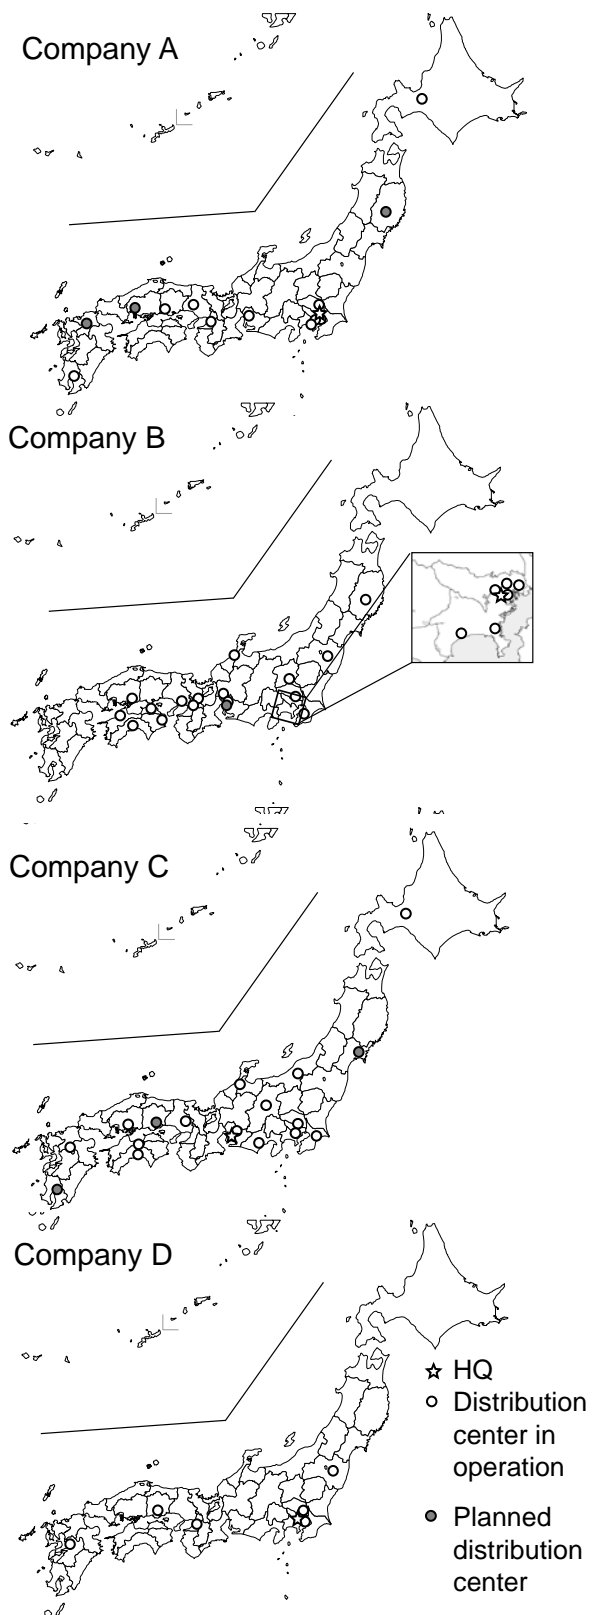 Company A
Company B
Company C
Company D
HQ
Distribution
center in
operation
Planned
distribution
center